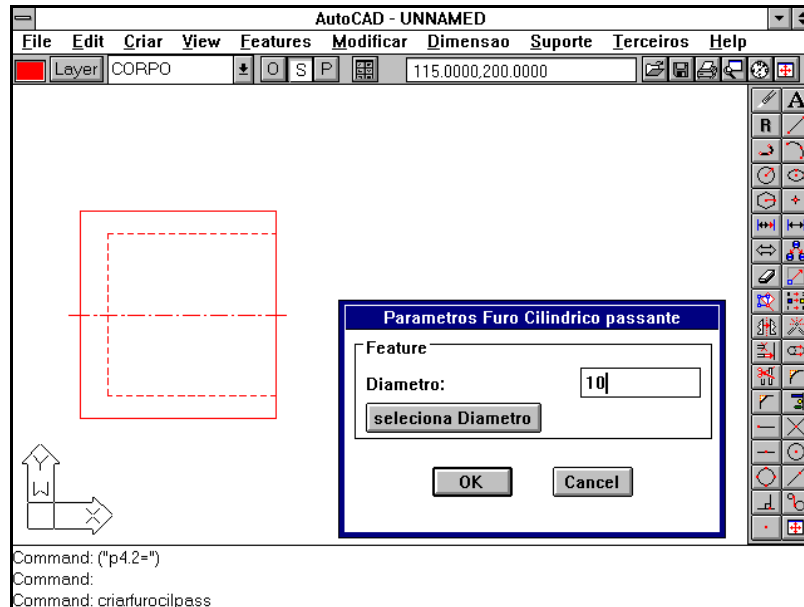 AutoCAD - UNNAMED
File Edit Criar View Features Modificar Dimensao Suporte Terceiros Help
Layer CORPO O S P 115.0000,200.0000
A
R
Parametros Furo Cilindrico passante
Feature
Diametro: 10
seleciona Diametro
OK Cancel
Y
W
X
Command: ("p4.2=")
Command:
Command: criarfurocilpass